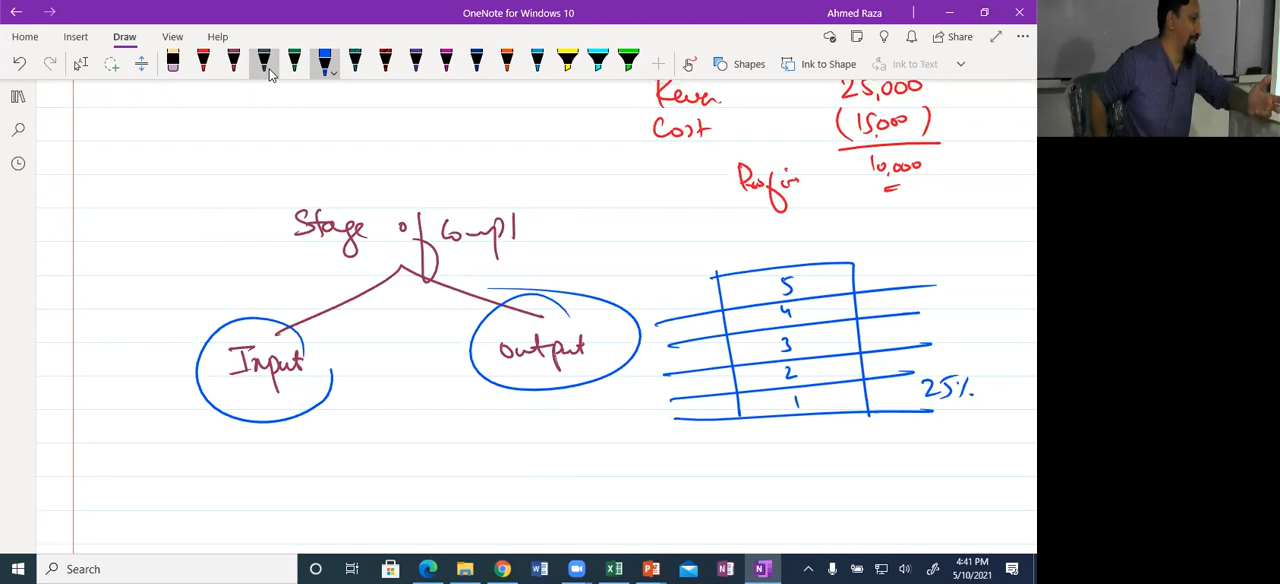 OneNote for Windows 10
Ahmed Raza
Home Insert Draw View Help
Share
Shapes Ink to Shape Ink to Text
25,000
Cost (15,000)
10,000
Stage of Compl
Input
Output
5
4
3
2
1
25%
Search
4:41 PM
5/10/2021